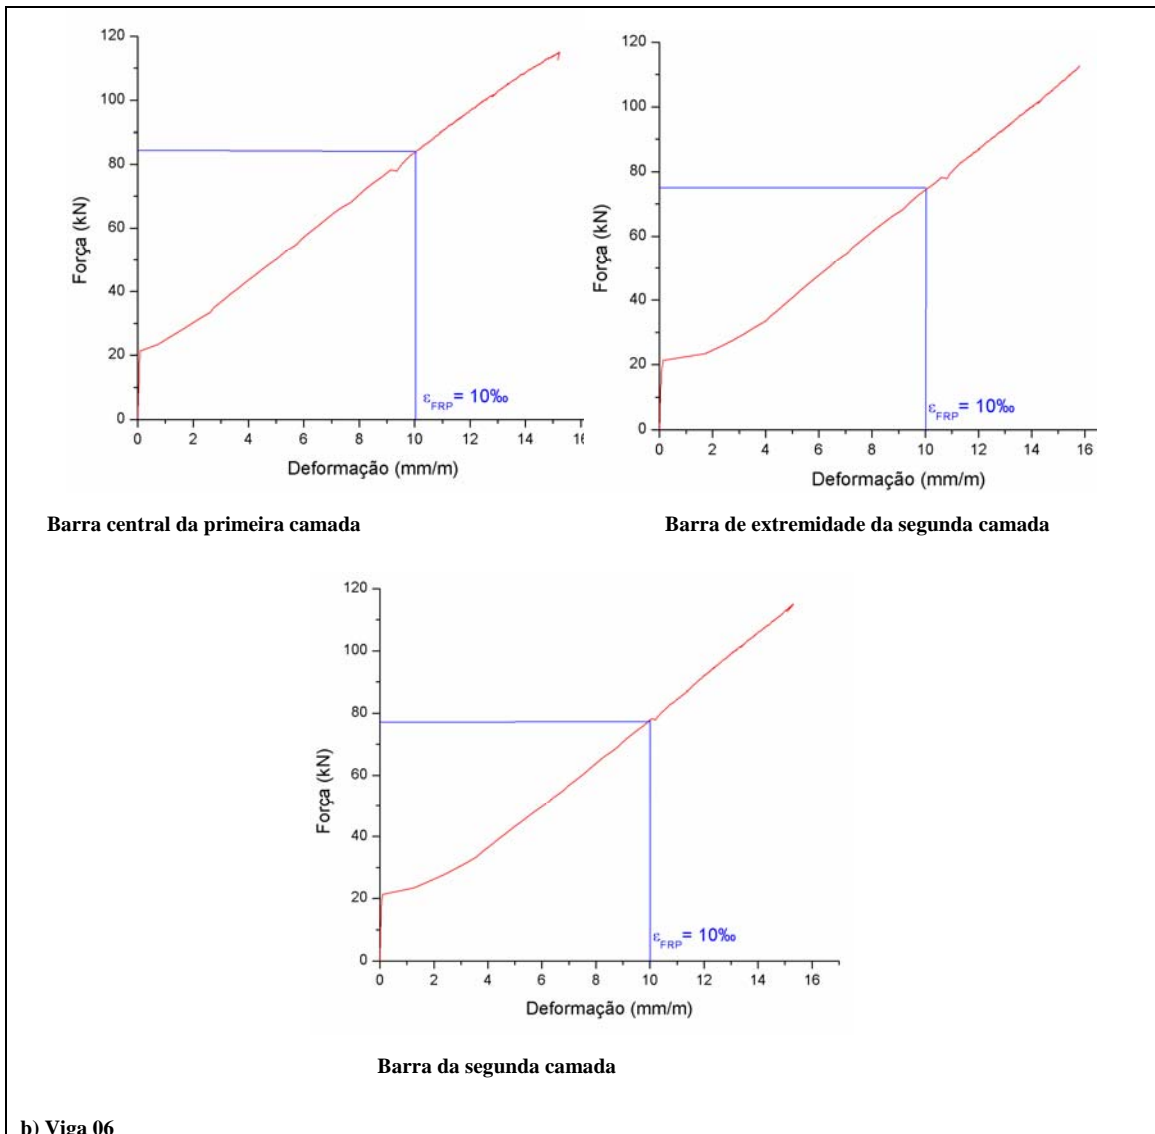 120
100
80
60
40
20
0
Força (kN)
ε_FRP = 10‰
0 2 4 6 8 10 12 14 16
Deformação (mm/m)
Barra central da primeira camada
120
100
80
60
40
20
0
Força (kN)
ε_FRP = 10‰
0 2 4 6 8 10 12 14 16
Deformação (mm/m)
Barra de extremidade da segunda camada
120
100
80
60
40
20
0
Força (kN)
ε_FRP = 10‰
0 2 4 6 8 10 12 14 16
Deformação (mm/m)
Barra da segunda camada
b) Viga 06